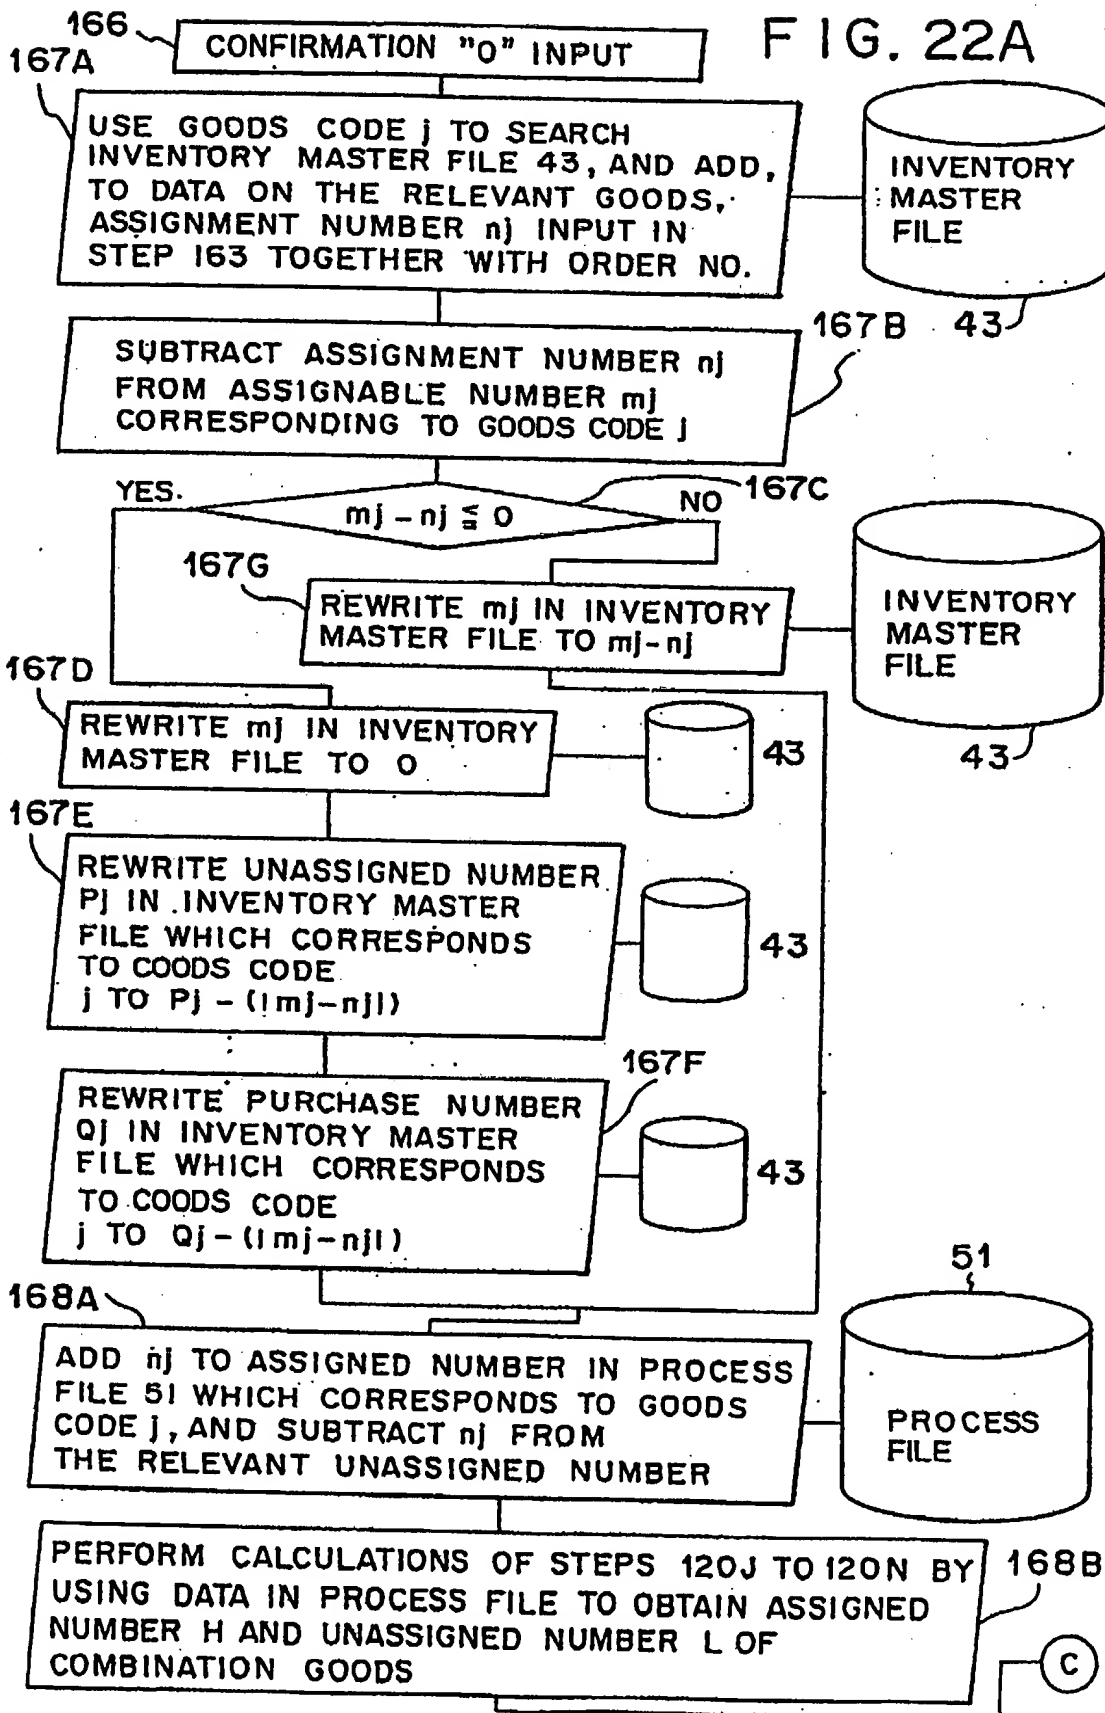 FIG. 22A
166
CONFIRMATION "0" INPUT
167A
USE GOODS CODE j TO SEARCH
INVENTORY MASTER FILE 43, AND ADD,
TO DATA ON THE RELEVANT GOODS,
ASSIGNMENT NUMBER nj INPUT IN
STEP 163 TOGETHER WITH ORDER NO.
INVENTORY
MASTER
FILE
43
167B
SUBTRACT ASSIGNMENT NUMBER nj
FROM ASSIGNABLE NUMBER mj
CORRESPONDING TO GOODS CODE j
YES.
mj - nj ≦ 0
NO
167C
167G
REWRITE mj IN INVENTORY
MASTER FILE TO mj-nj
INVENTORY
MASTER
FILE
43
167D
REWRITE mj IN INVENTORY
MASTER FILE TO 0
43
167E
REWRITE UNASSIGNED NUMBER
Pj IN INVENTORY MASTER
FILE WHICH CORRESPONDS
TO COODS CODE
j TO Pj - (|mj-nj|)
43
167F
REWRITE PURCHASE NUMBER
Qj IN INVENTORY MASTER
FILE WHICH CORRESPONDS
TO COODS CODE
j TO Qj-(|mj-nj|)
43
51
168A
ADD nj TO ASSIGNED NUMBER IN PROCESS
FILE 51 WHICH CORRESPONDS TO GOODS
CODE j, AND SUBTRACT nj FROM
THE RELEVANT UNASSIGNED NUMBER
PROCESS
FILE
168B
PERFORM CALCULATIONS OF STEPS 120J TO 120N BY
USING DATA IN PROCESS FILE TO OBTAIN ASSIGNED
NUMBER H AND UNASSIGNED NUMBER L OF
COMBINATION GOODS
C